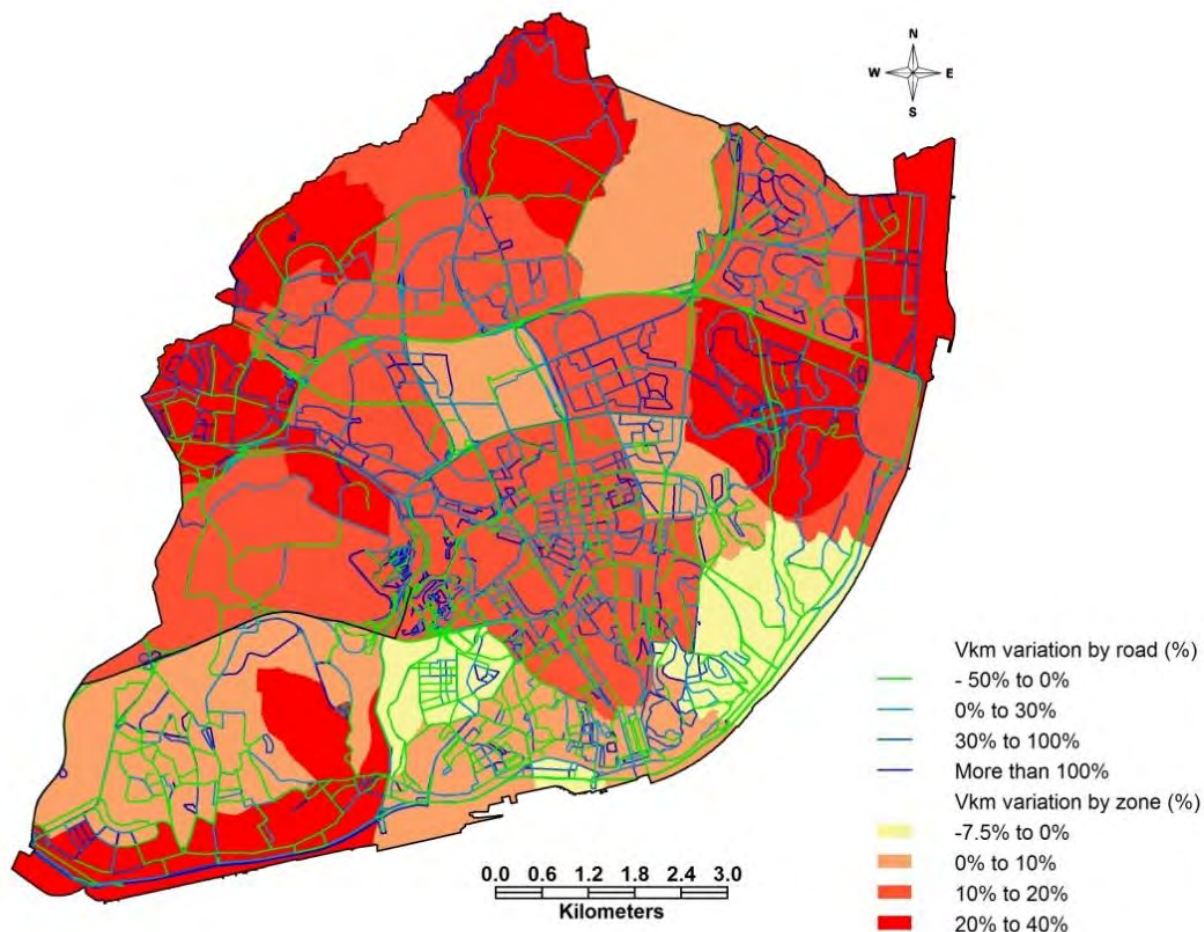 N
W E
S
Vkm variation by road (%)
- 50% to 0%
0% to 30%
30% to 100%
More than 100%
Vkm variation by zone (%)
-7.5% to 0%
0% to 10%
10% to 20%
20% to 40%
0.0 0.6 1.2 1.8 2.4 3.0
Kilometers